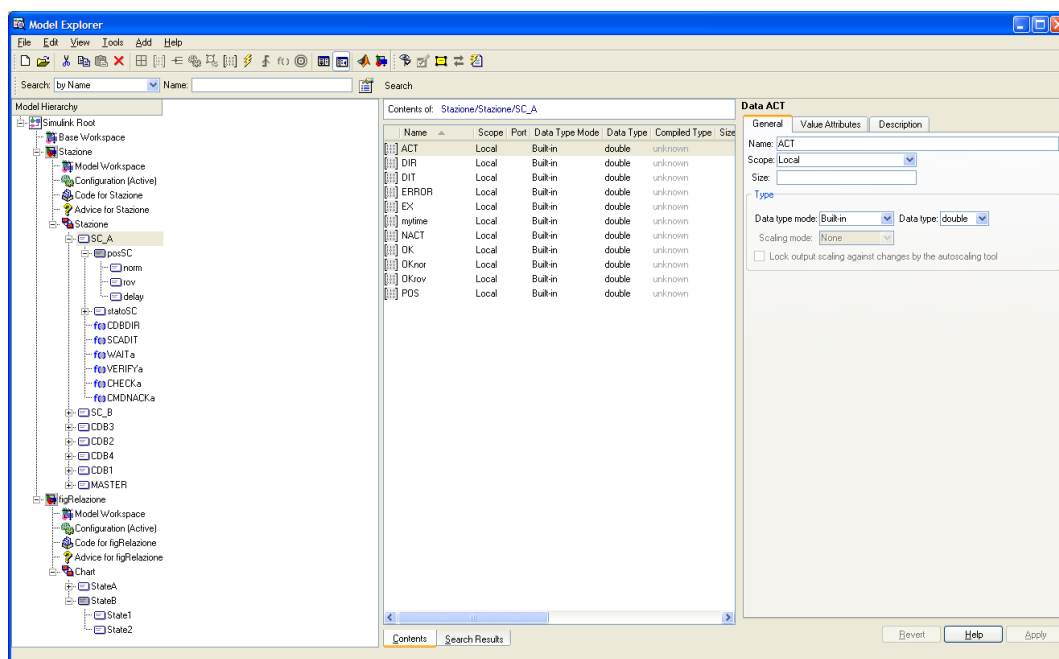 Model Explorer
File Edit View Tools Add Help
Search: by Name Name: Search
Model Hierarchy
Simulink Root
Base Workspace
Stazione
Model Workspace
Configuration (Active)
Code for Stazione
Advice for Stazione
Stazione
SC_A
posSC
norm
rov
delay
statoSC
f() CDBDIR
f() SCADIT
f() WAITa
f() VERIFYa
f() CHECKa
f() CMDNACKa
SC_B
CDB3
CDB2
CDB4
CDB1
MASTER
figRelazione
Model Workspace
Configuration (Active)
Code for figRelazione
Advice for figRelazione
Chart
StateA
StateB
State1
State2
Contents of: Stazione/Stazione/SC_A
Name Scope Port Data Type Mode Data Type Compiled Type Size
ACT Local Built-in double unknown
DIR Local Built-in double unknown
DIT Local Built-in double unknown
ERROR Local Built-in double unknown
EX Local Built-in double unknown
mytime Local Built-in double unknown
NACT Local Built-in double unknown
OK Local Built-in double unknown
OKnor Local Built-in double unknown
OKrov Local Built-in double unknown
POS Local Built-in double unknown
Contents Search Results
Data ACT
General Value Attributes Description
Name: ACT
Scope: Local
Size:
Type
Data type mode: Built-in Data type: double
Scaling mode: None
Lock output scaling against changes by the autoscaling tool
Revert Help Apply